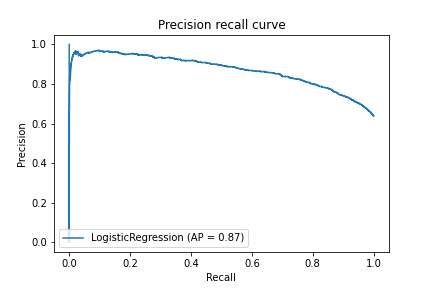 Precision recall curve
1.0
0.8
0.6
0.4
0.2
0.0
Precision
LogisticRegression (AP = 0.87)
0.0 0.2 0.4 0.6 0.8 1.0
Recall